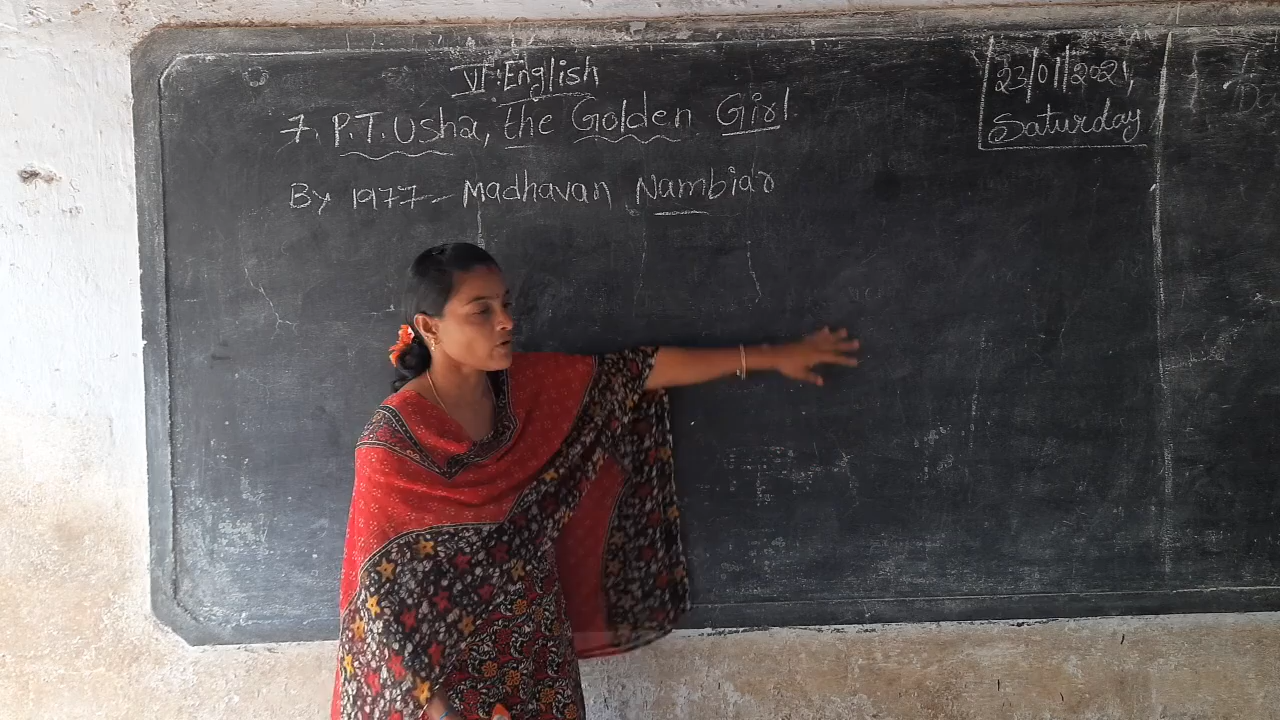 VI: English
7. P.T. Usha, the Golden Girl.
By 1977 - Madhavan Nambiar
23/01/2021,
Saturday